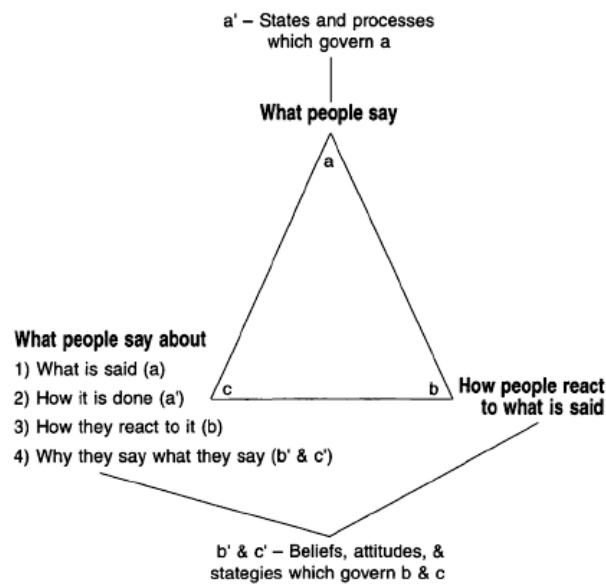 a' – States and processes
which govern a
What people say
a
What people say about
1) What is said (a)
2) How it is done (a')
3) How they react to it (b)
4) Why they say what they say (b' & c')
c
b
How people react
to what is said
b' & c' – Beliefs, attitudes, &
stategies which govern b & c